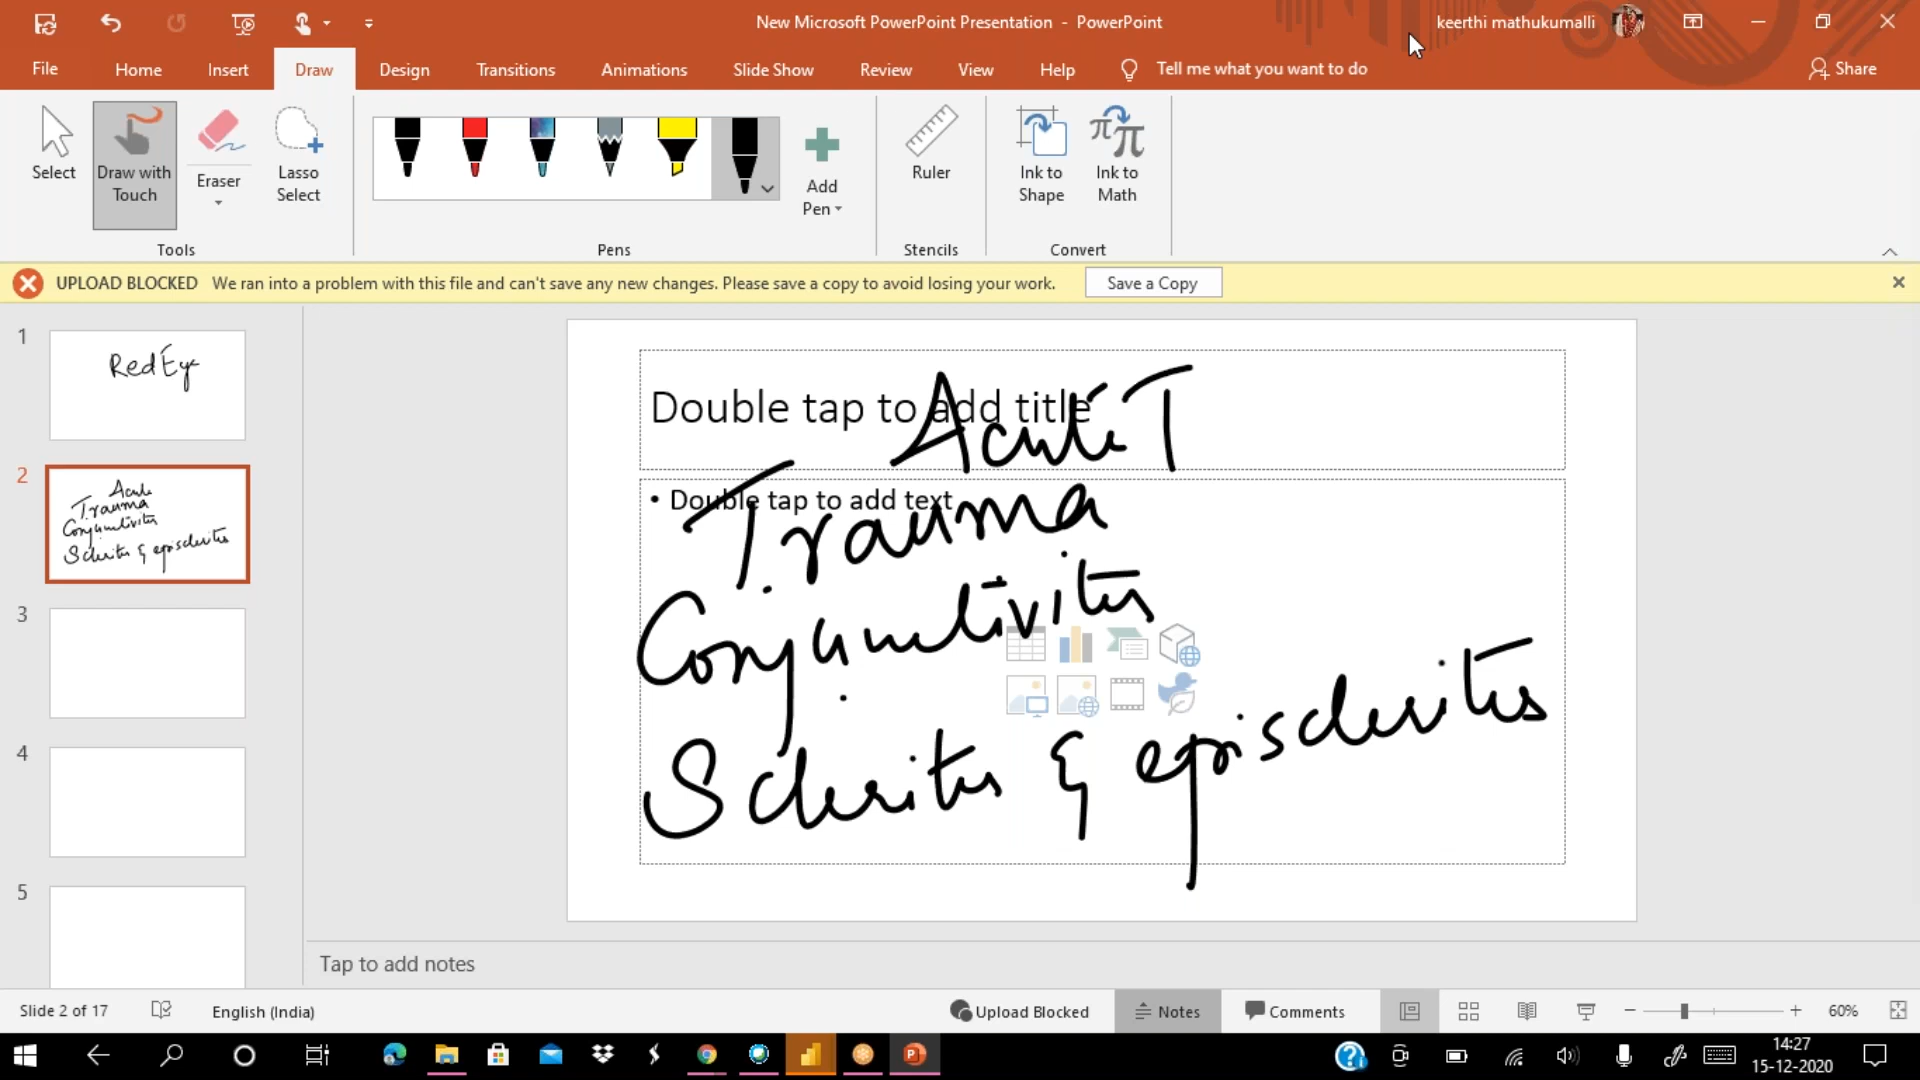 New Microsoft PowerPoint Presentation - PowerPoint
keerthi mathukumalli
File Home Insert Draw Design Transitions Animations Slide Show Review View Help Tell me what you want to do Share
Select
Draw with Touch
Eraser
Lasso Select
Add Pen
Ruler
Ink to Shape
Ink to Math
Tools Pens Stencils Convert
UPLOAD BLOCKED We ran into a problem with this file and can't save any new changes. Please save a copy to avoid losing your work. Save a Copy
1
Red Eye
2
Acute
Trauma
Conjunctivitis
Scleritis & episcleritis
3
4
5
Double tap to add title
Acute T
• Double tap to add text
Trauma
Conjunctivitis
Scleritis & episcleritis
Tap to add notes
Slide 2 of 17 English (India) Upload Blocked Notes Comments 60%
14:27
15-12-2020